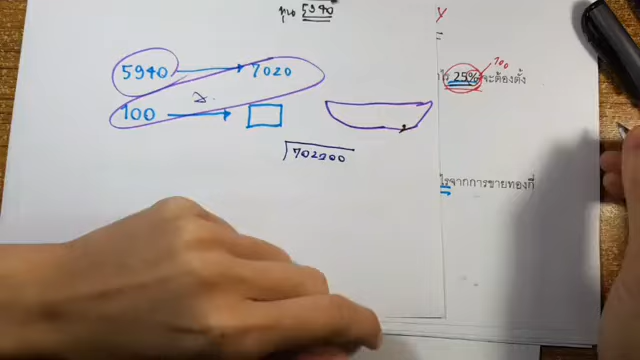 ทุน 5940
5940 → 7020
100 → □
702000
25% จะต้องตั้ง
100
ไรจากการขายทองกี่